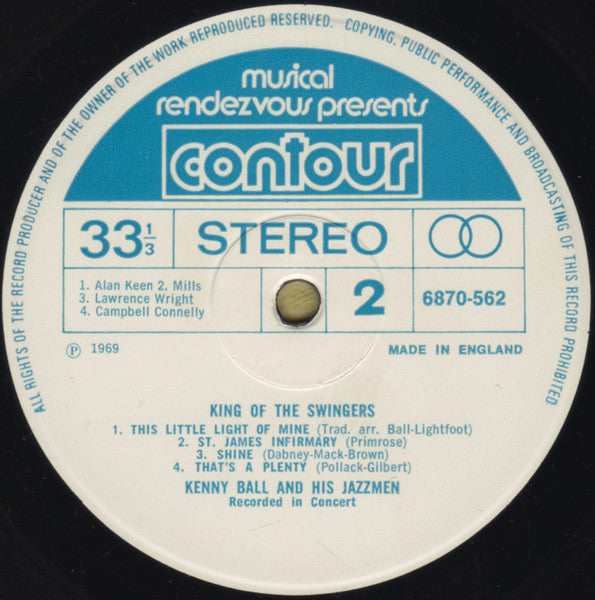 ALL RIGHTS OF THE RECORD PRODUCER AND OF THE OWNER OF THE WORK REPRODUCED RESERVED. COPYING, PUBLIC PERFORMANCE AND BROADCASTING OF THIS RECORD PROHIBITED
musical
rendezvous presents
contour
33 1/3 STEREO
1. Alan Keen 2. Mills
3. Lawrence Wright
4. Campbell Connelly
2 6870-562
Ⓟ 1969 MADE IN ENGLAND
KING OF THE SWINGERS
1. THIS LITTLE LIGHT OF MINE (Trad. arr. Ball-Lightfoot)
2. ST. JAMES INFIRMARY (Primrose)
3. SHINE (Dabney-Mack-Brown)
4. THAT'S A PLENTY (Pollack-Gilbert)
KENNY BALL AND HIS JAZZMEN
Recorded in Concert